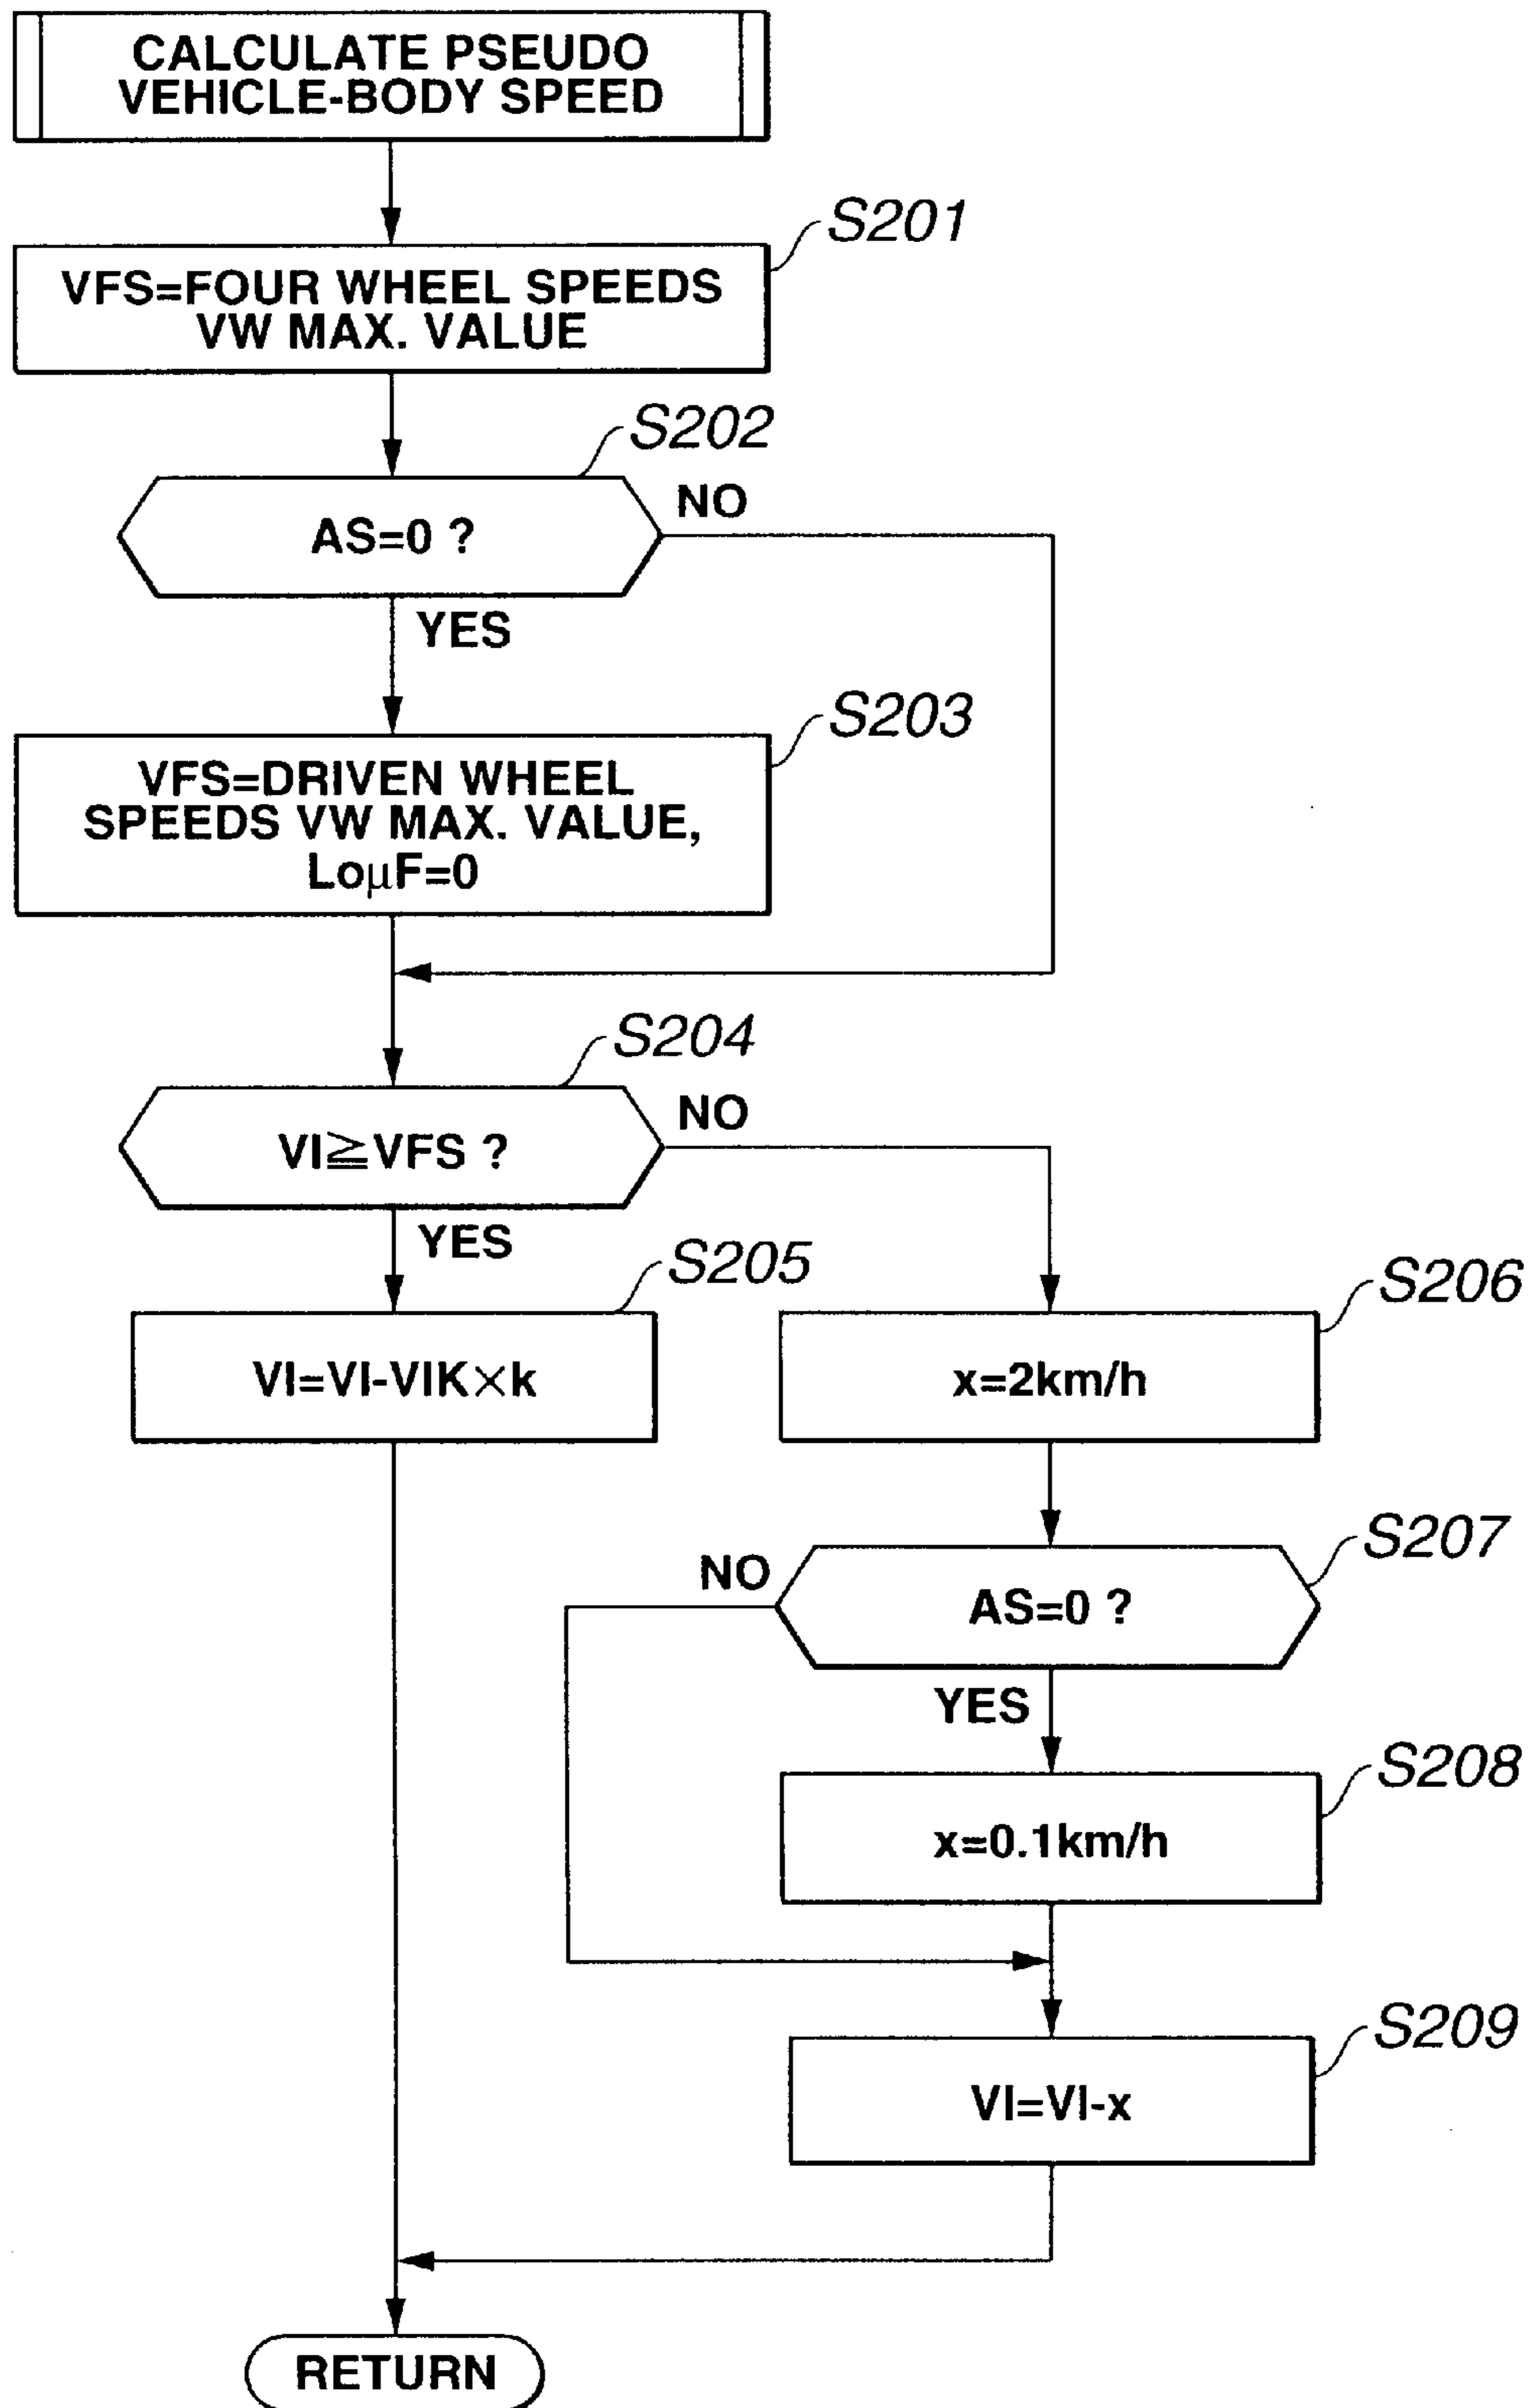 CALCULATE PSEUDO
VEHICLE-BODY SPEED
S201
VFS=FOUR WHEEL SPEEDS
VW MAX. VALUE
S202
AS=0 ?
NO
YES
S203
VFS=DRIVEN WHEEL
SPEEDS VW MAX. VALUE,
LoμF=0
S204
VI≧VFS ?
NO
YES
S205
VI=VI-VIK×k
S206
x=2km/h
S207
NO
AS=0 ?
YES
S208
x=0.1km/h
S209
VI=VI-x
RETURN